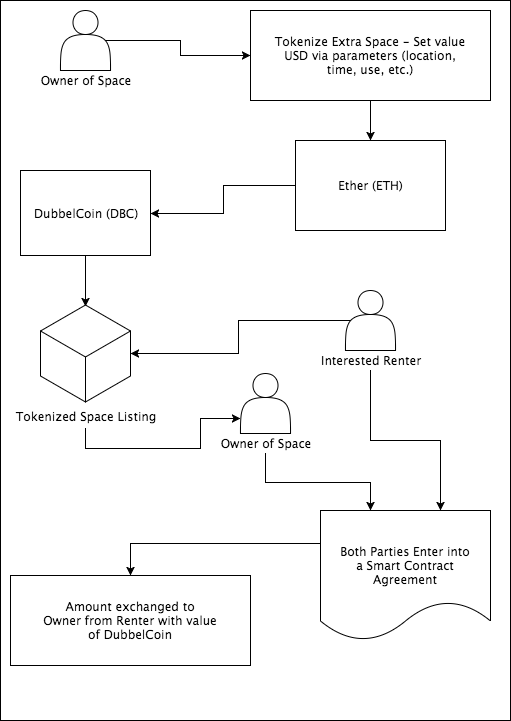 Owner of Space
Tokenize Extra Space – Set value
USD via parameters (location,
time, use, etc.)
Ether (ETH)
DubbelCoin (DBC)
Interested Renter
Tokenized Space Listing
Owner of Space
Both Parties Enter into
a Smart Contract
Agreement
Amount exchanged to
Owner from Renter with value
of DubbelCoin